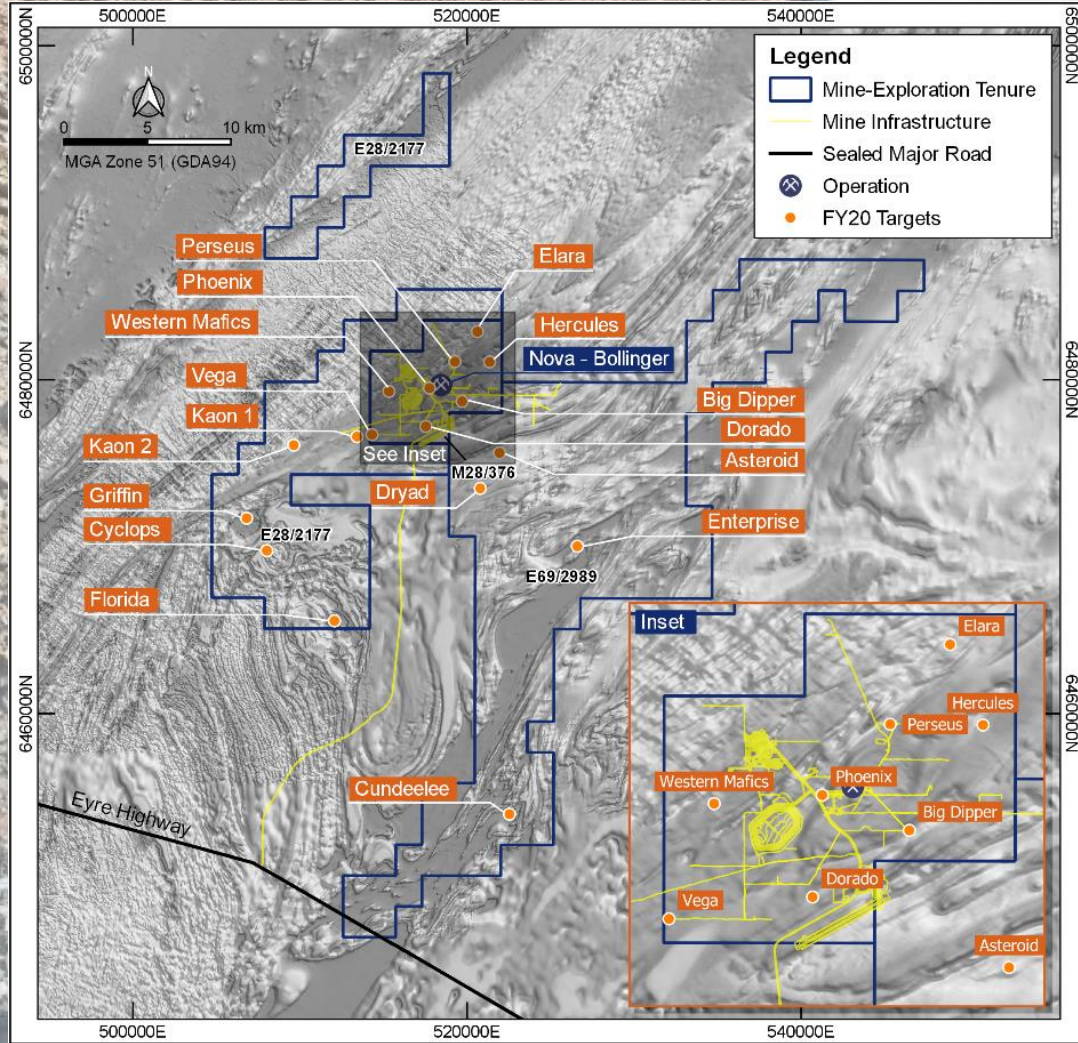 500000E
520000E
540000E
6500000N
6500000N
N
0
5
10 km
MGA Zone 51 (GDA94)
Legend
Mine-Exploration Tenure
Mine Infrastructure
Sealed Major Road
Operation
FY20 Targets
E28/2177
Perseus
Elara
Phoenix
Western Mafics
Hercules
Nova - Bollinger
6480000N
6480000N
Vega
Big Dipper
Kaon 1
Dorado
Kaon 2
See Inset
Asteroid
M28/376
Griffin
Dryad
Cyclops
E28/2177
Enterprise
E69/2989
Florida
Inset
Elara
Hercules
Perseus
6460000N
6460000N
Western Mafics
Phoenix
Cundeelee
Big Dipper
Eyre Highway
Dorado
Vega
Asteroid
500000E
520000E
540000E